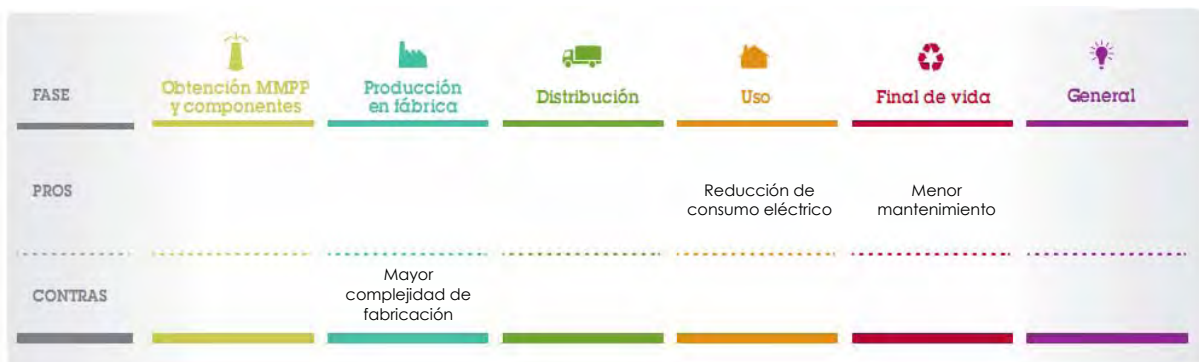 FASE
Obtención MMPP
y componentes
Producción
en fábrica
Distribución
Uso
Final de vida
General
PROS
Reducción de
consumo eléctrico
Menor
mantenimiento
CONTRAS
Mayor
complejidad de
fabricación